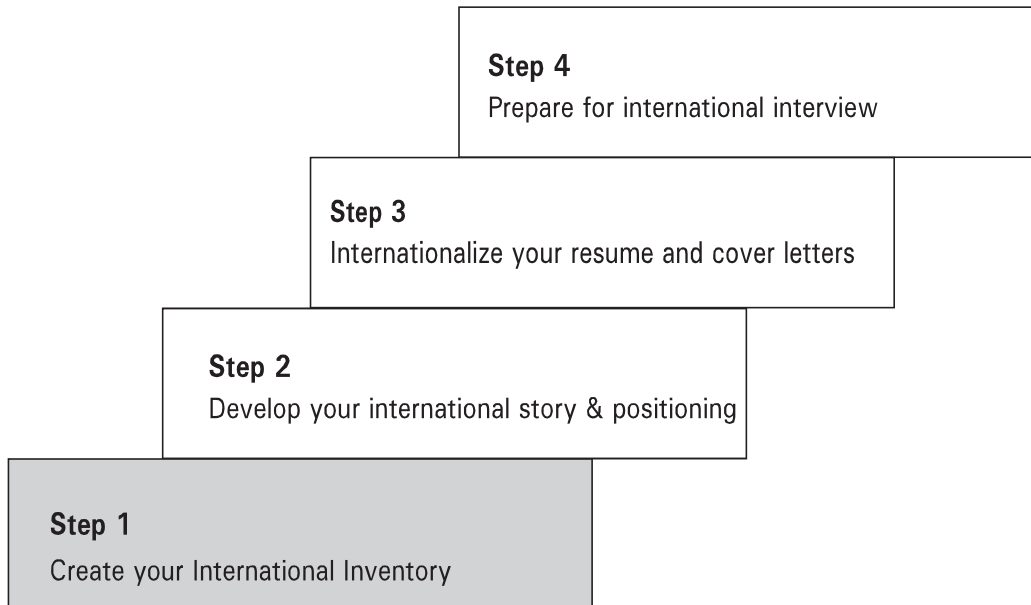 Step 4
Prepare for international interview
Step 3
Internationalize your resume and cover letters
Step 2
Develop your international story & positioning
Step 1
Create your International Inventory